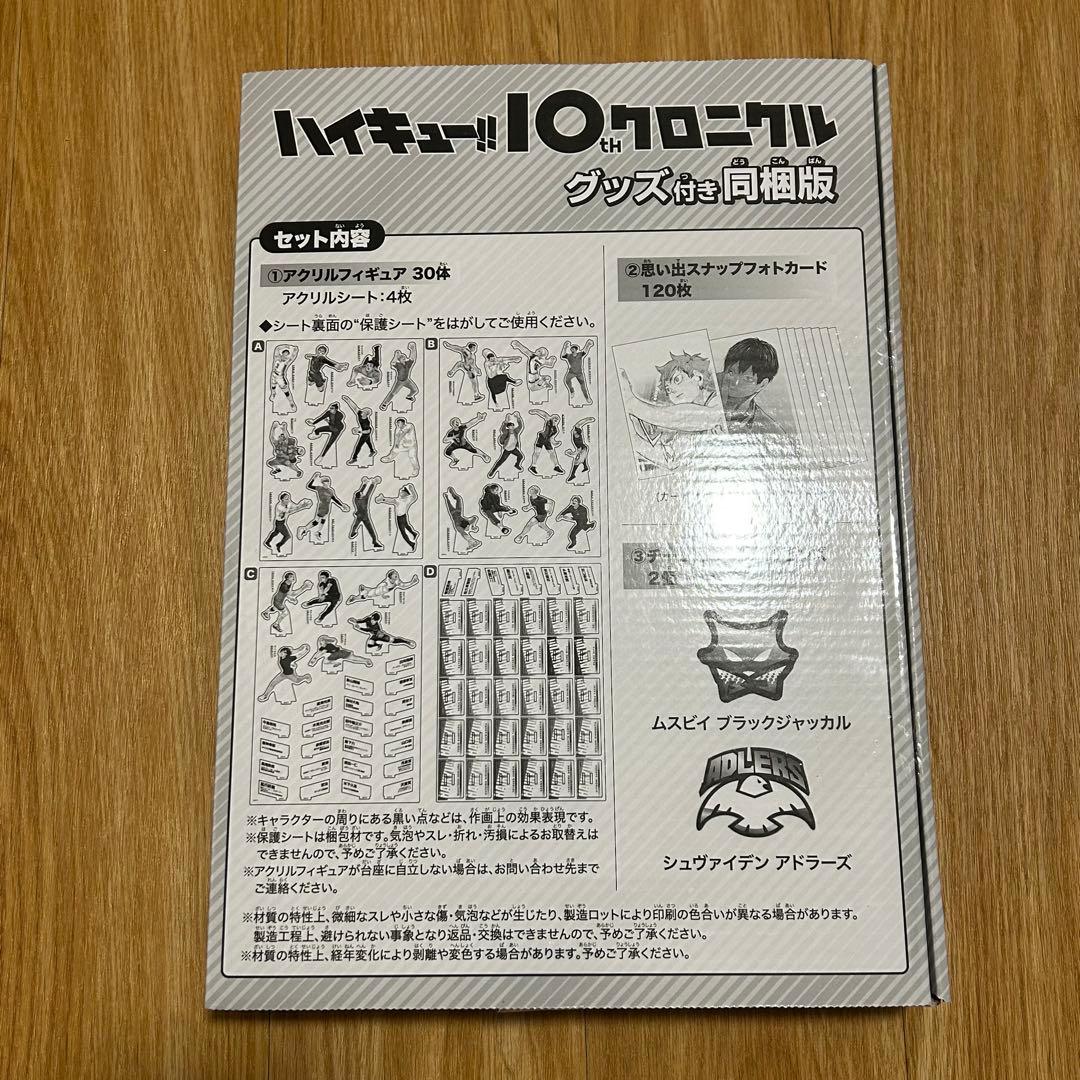 ハイキュー!! 10thクロニクル
グッズ付き同梱版
セット内容
①アクリルフィギュア 30体
アクリルシート:4枚
◆シート裏面の"保護シート"をはがしてご使用ください。
A
B
C
D
※キャラクターの周りにある黒い点などは、作画上の効果表現です。
※保護シートは梱包材です。気泡やスレ・折れ・汚損によるお取替えは
できませんので、予めご了承ください。
※アクリルフィギュアが台座に自立しない場合は、お問い合わせ先まで
ご連絡ください。
②思い出スナップフォトカード
120枚
(カー
③チー
2個
ムスビイ ブラックジャッカル
ADLERS
シュヴァイデン アドラーズ
※材質の特性上、微細なスレや小さな傷・気泡などが生じたり、製造ロットにより印刷の色合いが異なる場合があります。
製造工程上、避けられない事象となり返品・交換はできませんので、予めご了承ください。
※材質の特性上、経年変化により剥離や変色する場合があります。予めご了承ください。